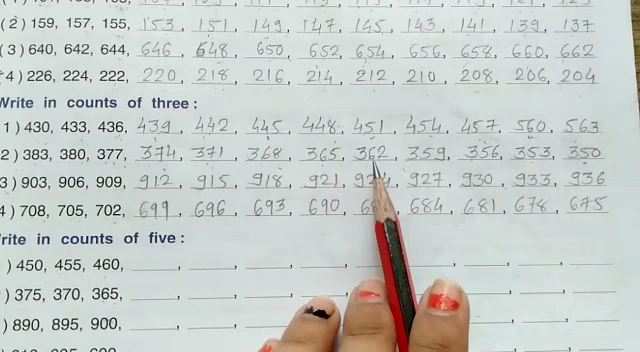 (2) 159, 157, 155, 153, 151, 149, 147, 145, 143, 141, 139, 137
(3) 640, 642, 644, 646, 648, 650, 652, 654, 656, 658, 660, 662
4) 226, 224, 222, 220, 218, 216, 214, 212, 210, 208, 206, 204
Write in counts of three :
1) 430, 433, 436, 439, 442, 445, 448, 451, 454, 457, 560, 563
2) 383, 380, 377, 374, 371, 368, 365, 362, 359, 356, 353, 350
3) 903, 906, 909, 912, 915, 918, 921, 927, 930, 933, 936
4) 708, 705, 702, 699, 696, 693, 690, 684, 681, 678, 675
rite in counts of five :
) 450, 455, 460,
) 375, 370, 365,
) 890, 895, 900,